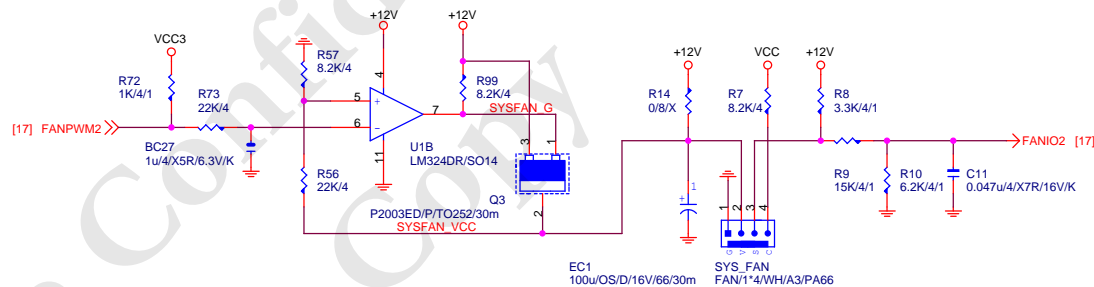 +12V
+12V
VCC3
R57
8.2K/4
R72
1K/4/1
R73
22K/4
4
5
+
6
-
7
11
R99
8.2K/4
SYSFAN_G
[17] FANPWM2
BC27
1u/4/X5R/6.3V/K
U1B
LM324DR/SO14
3
1
R56
22K/4
Q3
P2003ED/P/TO252/30m
2
SYSFAN_VCC
+12V
VCC
+12V
R14
0/8/X
R7
8.2K/4
R8
3.3K/4/1
FANIO2 [17]
R9
15K/4/1
R10
6.2K/4/1
C11
0.047u/4/X7R/16V/K
+
1
1
2
3
4
G
V
S
C
EC1
100u/OS/D/16V/66/30m
SYS_FAN
FAN/1*4/WH/A3/PA66
Copy